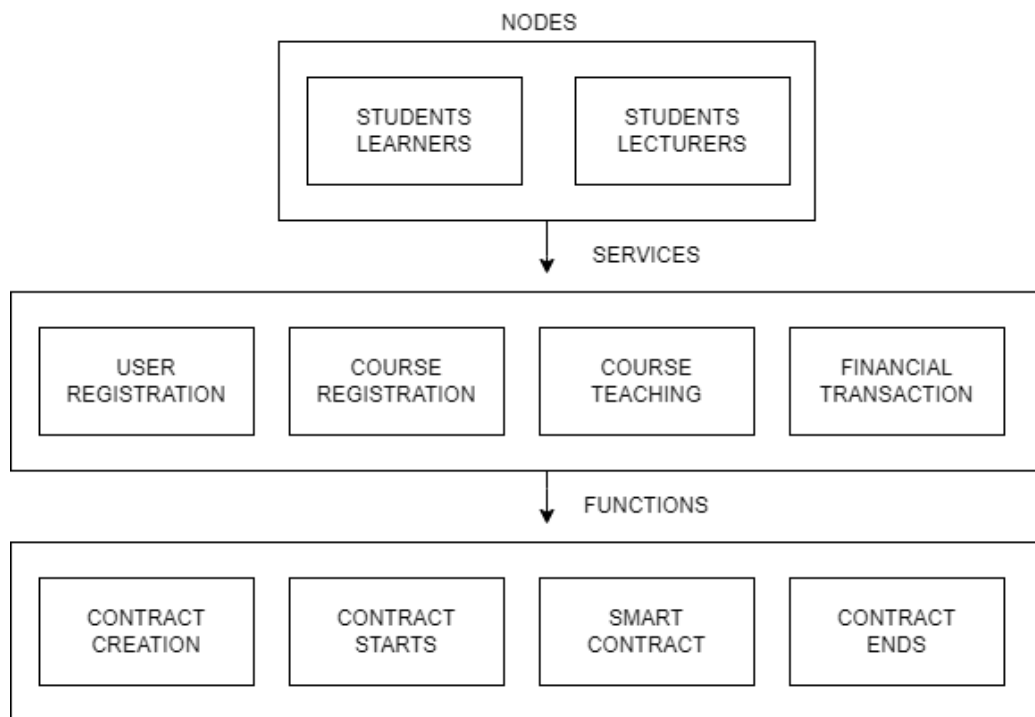 NODES
STUDENTS
LEARNERS
STUDENTS
LECTURERS
SERVICES
USER
REGISTRATION
COURSE
REGISTRATION
COURSE
TEACHING
FINANCIAL
TRANSACTION
FUNCTIONS
CONTRACT
CREATION
CONTRACT
STARTS
SMART
CONTRACT
CONTRACT
ENDS